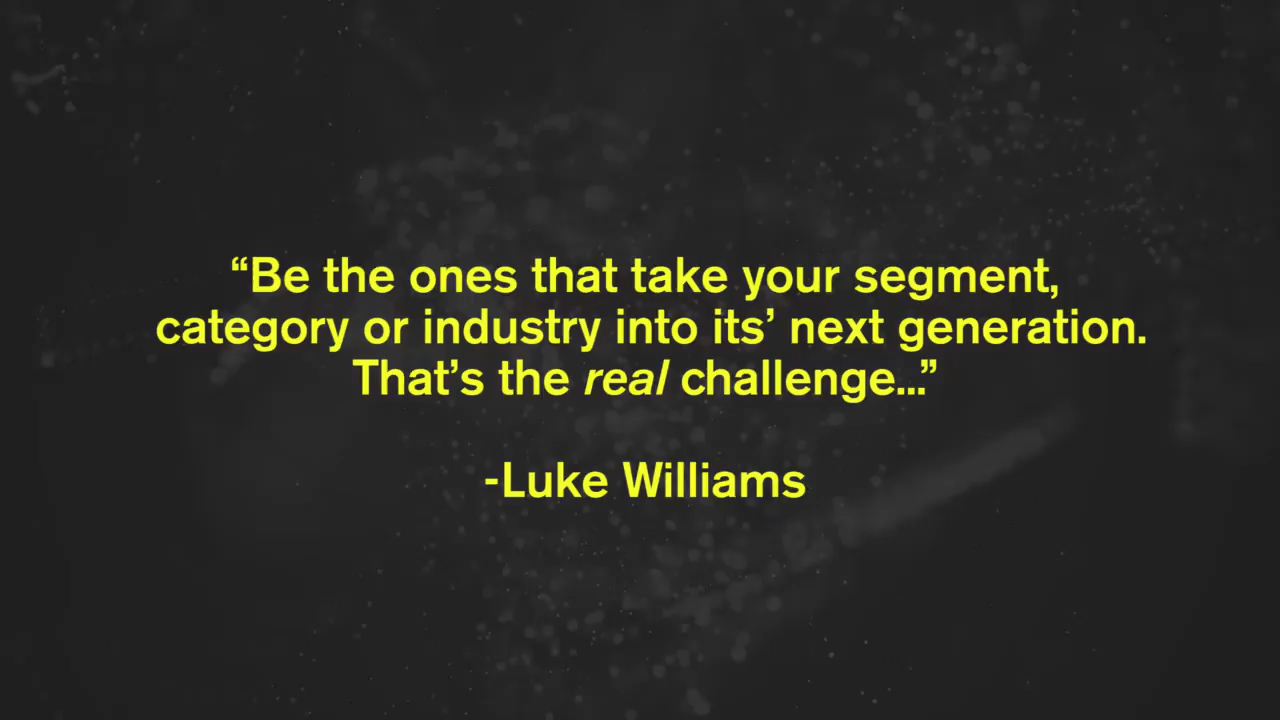 “Be the ones that take your segment,
category or industry into its’ next generation.
That’s the real challenge...”
-Luke Williams